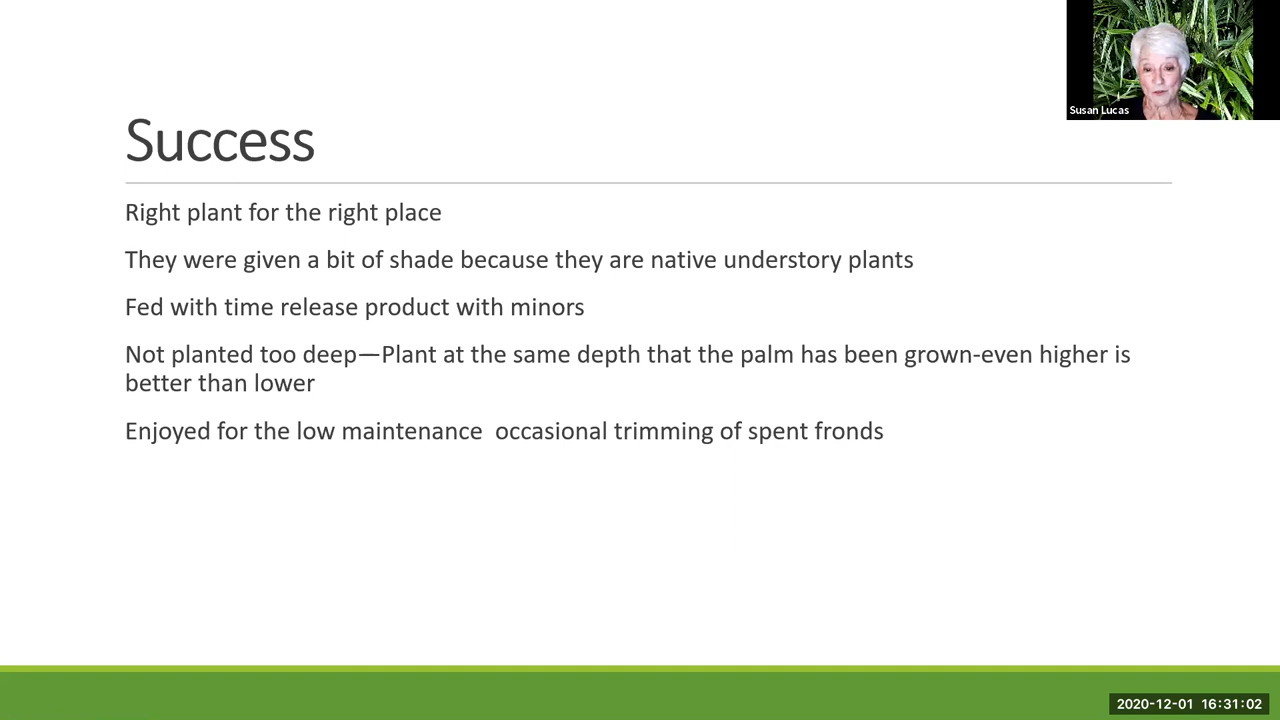 Susan Lucas
Success
Right plant for the right place
They were given a bit of shade because they are native understory plants
Fed with time release product with minors
Not planted too deep—Plant at the same depth that the palm has been grown-even higher is
better than lower
Enjoyed for the low maintenance  occasional trimming of spent fronds
2020-12-01 16:31:02